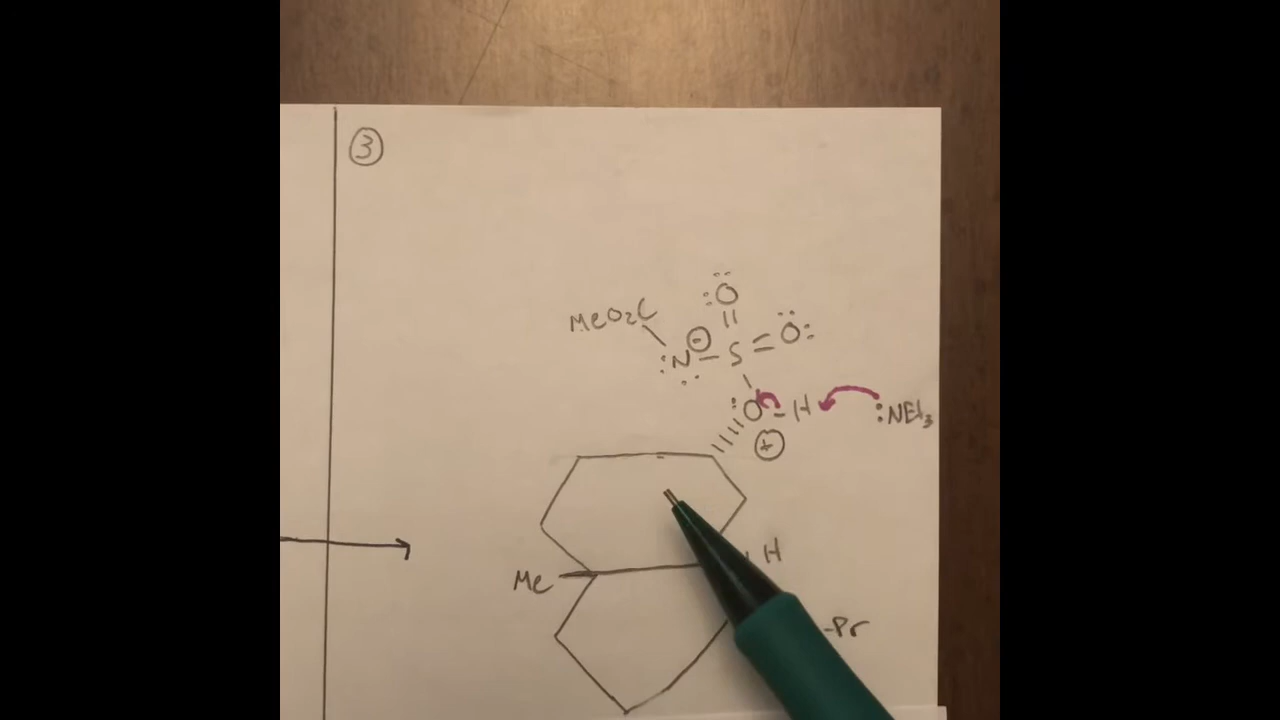 ③
:Ö
MeO₂C
:N̤ ⊖ – S = Ö:
:O – H :NEt₃
⊕
H
Me
-Pr